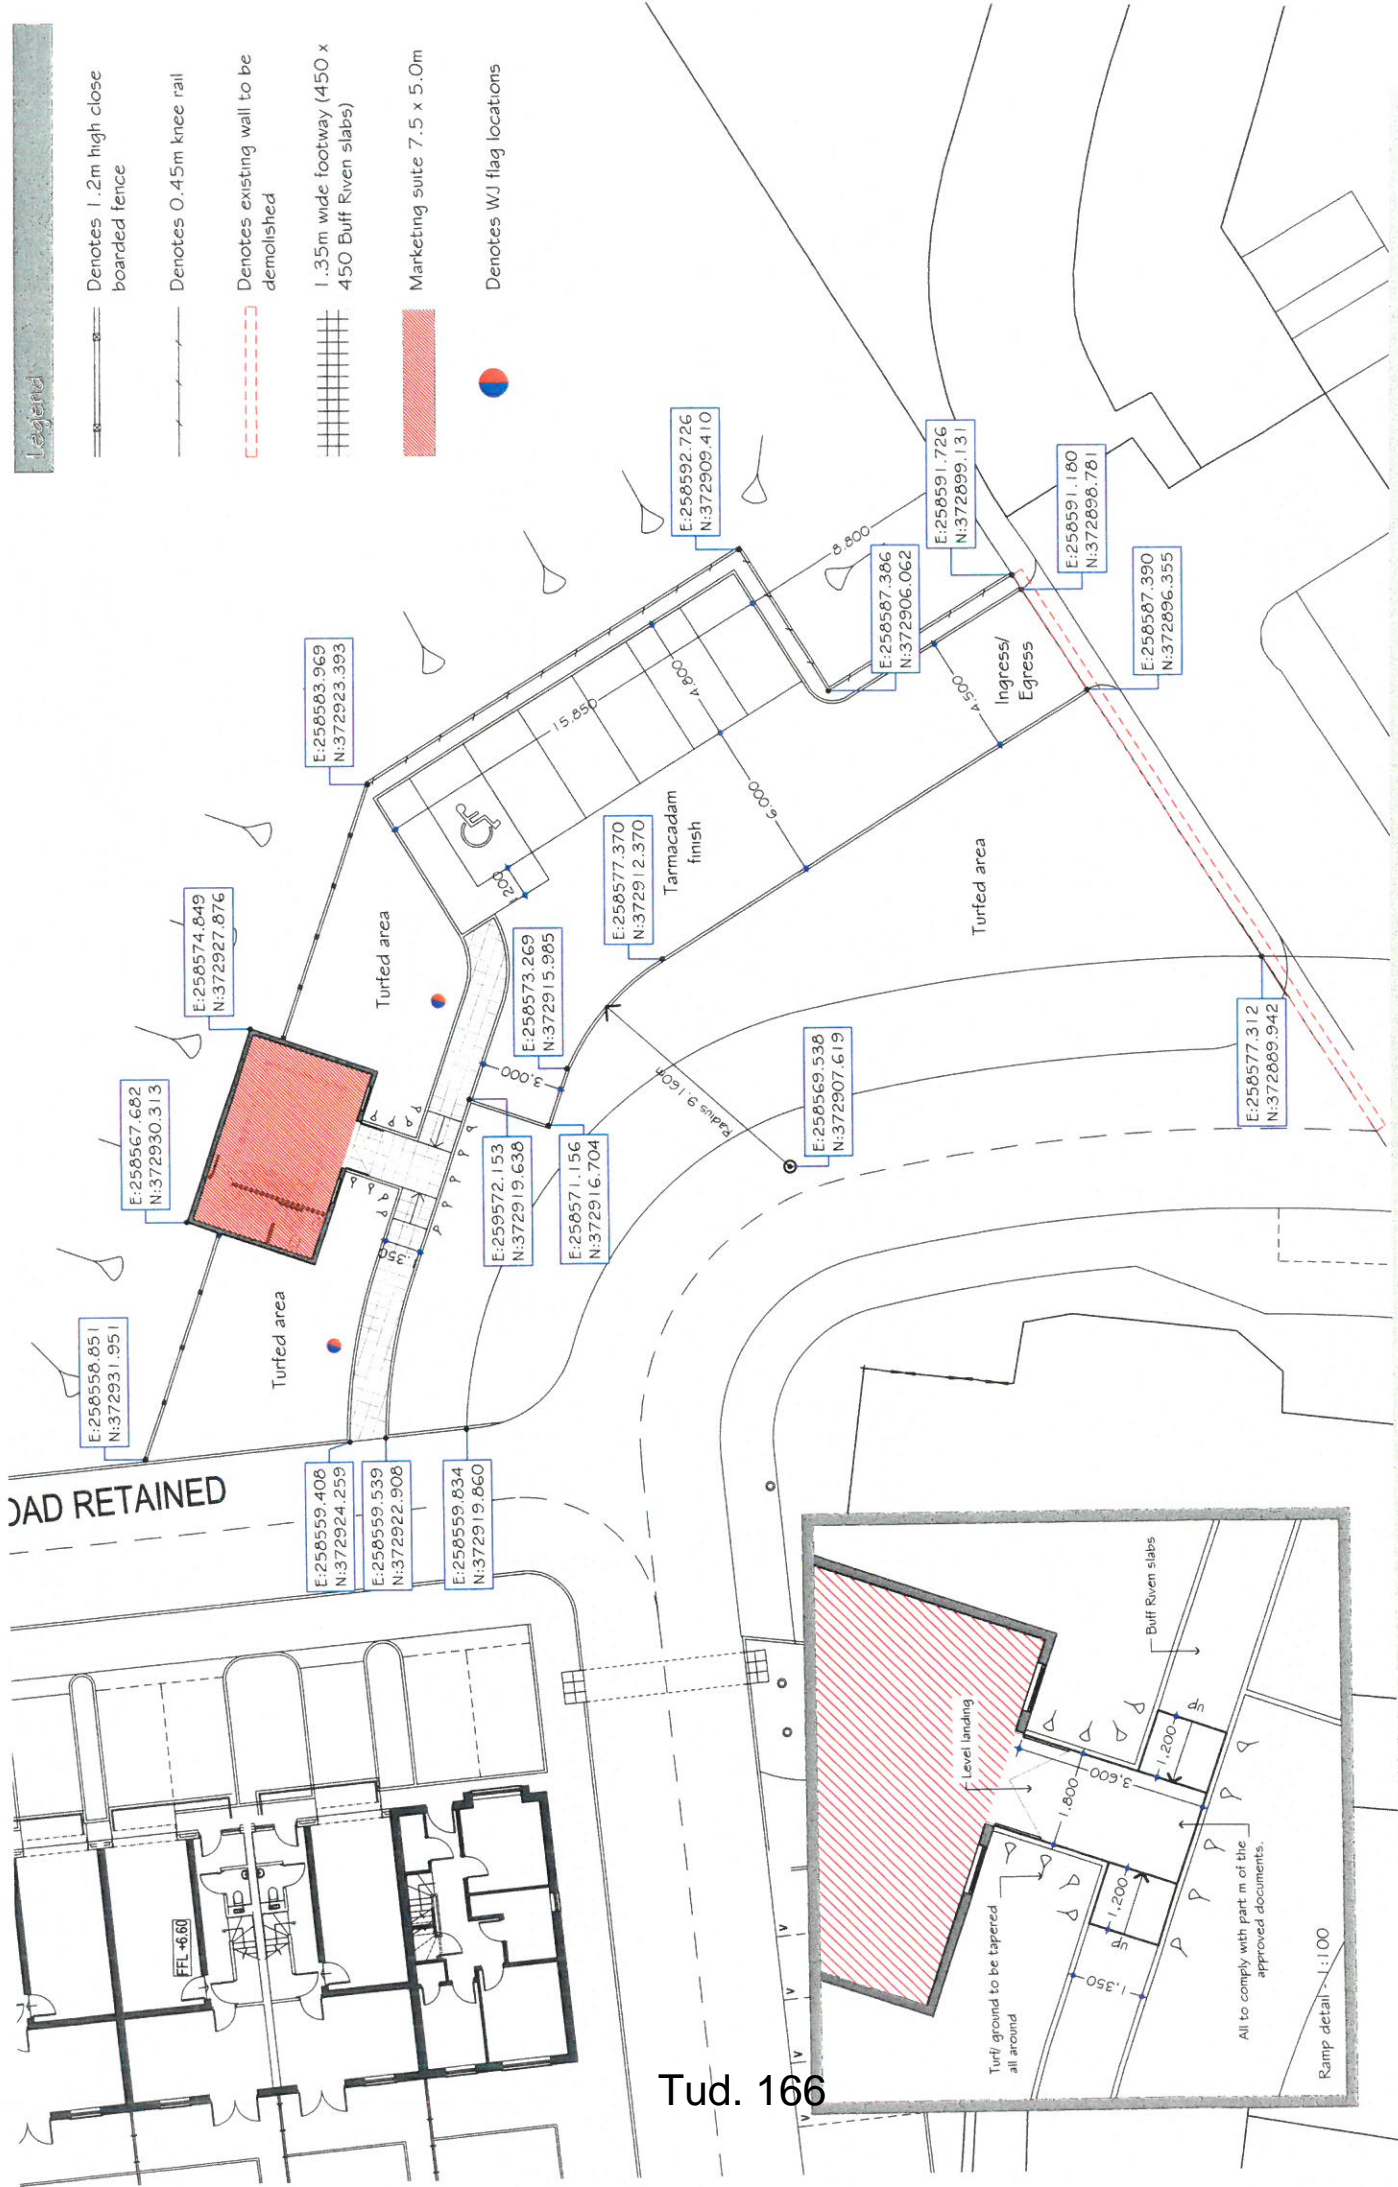 Legend
Denotes 1.2m high close
boarded fence
Denotes 0.45m knee rail
Denotes existing wall to be
demolished
1.35m wide footway (450 x
450 Buff Riven slabs)
Marketing suite 7.5 x 5.0m
Denotes WJ flag locations
E:258592.726
N:372909.410
E:258591.726
N:372899.131
E:258591.180
N:372898.781
E:258587.386
N:372906.062
E:258587.390
N:372896.355
E:258583.969
N:372923.393
8.800
15.850
4.800
4.500
6.000
Ingress/
Egress
E:258577.370
N:372912.370
Tarmacadam
finish
Turfed area
E:258574.849
N:372927.876
Turfed area
E:258573.269
N:372915.985
3,000
Radius 9.160m
E:258569.538
N:372907.619
E:258577.312
N:372889.942
E:258567.682
N:372930.313
E:259572.153
N:372919.638
E:258571.156
N:372916.704
Turfed area
E:258558.851
N:372931.951
OAD RETAINED
E:258559.408
N:372924.259
E:258559.539
N:372922.908
E:258559.834
N:372919.860
FFL +6.60
Buff Riven slabs
Level landing
up
1,200
3,600
1,800
1,200
up
1,350
Turf/ ground to be tapered
all around
All to comply with part m of the
approved documents.
Ramp detail - 1:100
Tud. 166